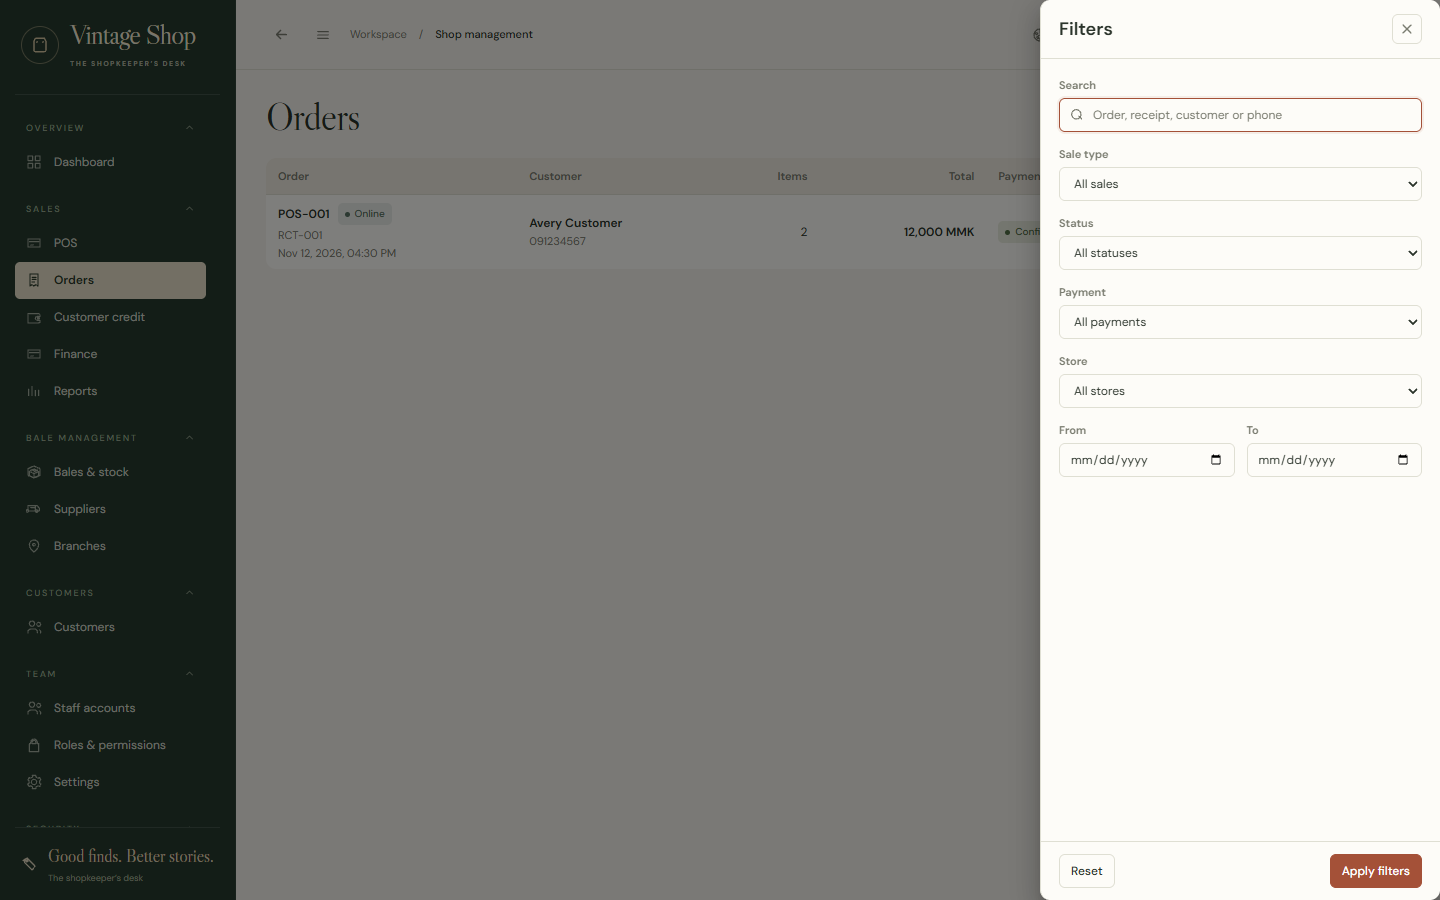 Vintage Shop
THE SHOPKEEPER'S DESK
OVERVIEW
Dashboard
SALES
POS
Orders
Customer credit
Finance
Reports
BALE MANAGEMENT
Bales & stock
Suppliers
Branches
CUSTOMERS
Customers
TEAM
Staff accounts
Roles & permissions
Settings
Good finds. Better stories.
The shopkeeper's desk
Workspace / Shop management
Orders
Order Customer Items Total
POS-001 Online
RCT-001
Nov 12, 2026, 04:30 PM
Avery Customer
091234567
2
12,000 MMK
Filters
Search
Order, receipt, customer or phone
Sale type
All sales
Status
All statuses
Payment
All payments
Store
All stores
From To
mm/dd/yyyy mm/dd/yyyy
Reset Apply filters